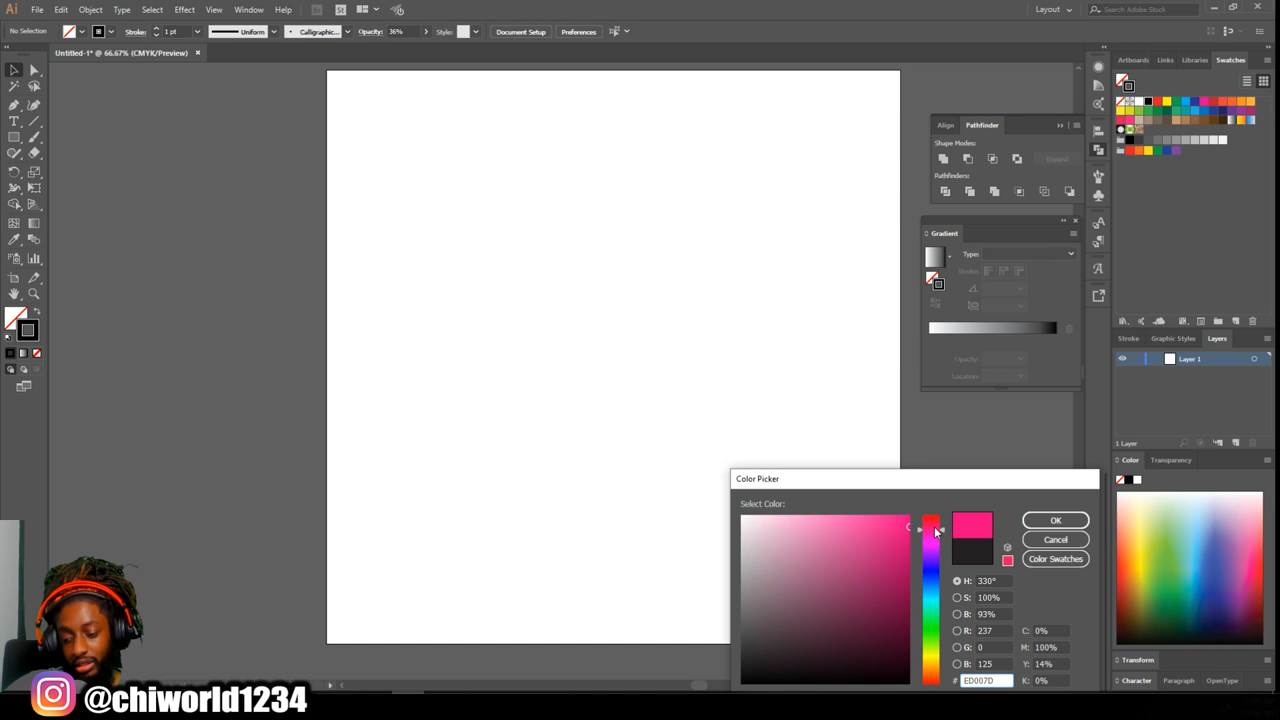 Ai File Edit Object Type Select Effect View Window Help Br St Layout Search Adobe Stock
No Selection Stroke: 1 pt Uniform Calligraphic... Opacity: 36% Style: Document Setup Preferences
Untitled-1* @ 66.67% (CMYK/Preview) ×
Artboards Links Libraries Swatches
Align Pathfinder
Shape Modes:
Expand
Pathfinders:
Gradient
Type:
Stroke:
Opacity:
Location:
Stroke Graphic Styles Layers
Layer 1
1 Layer
Color Transparency
Color Picker
Select Color:
OK
Cancel
Color Swatches
H: 330°
S: 100%
B: 93%
R: 237 C: 0%
G: 0 M: 100%
B: 125 Y: 14%
# ED007D K: 0%
Transform
Character Paragraph OpenType
@chiworld1234